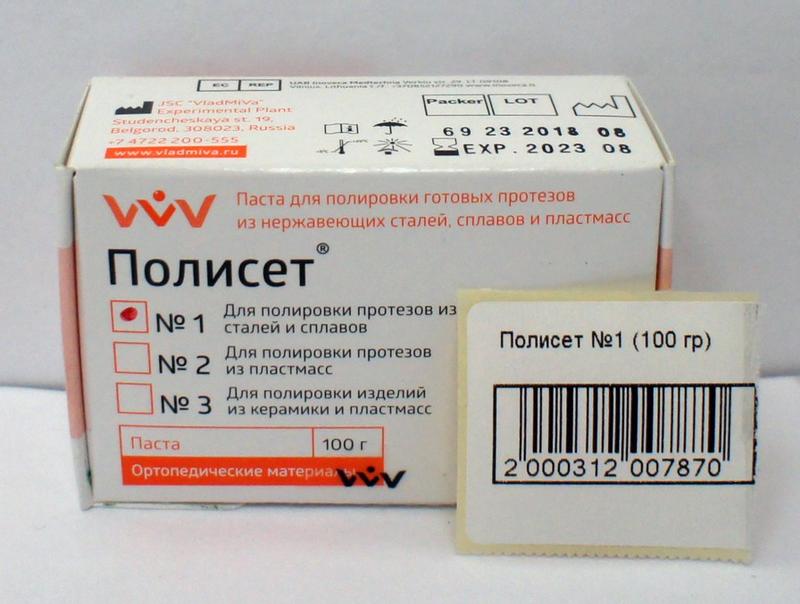 EC REP
JSC "VladMiVa"
Experimental Plant
Studencheskaya st. 19,
Belgorod, 308023, Russia
+7 4722 200-555
www.vladmiva.ru
Packer LOT
69 23 2018 08
EXP. 2023 08
VVV Паста для полировки готовых протезов
из нержавеющих сталей, сплавов и пластмасс
Полисет®
№ 1 Для полировки протезов из
сталей и сплавов
№ 2 Для полировки протезов
из пластмасс
№ 3 Для полировки изделий
из керамики и пластмасс
Паста 100 г
Ортопедические материалы VVV
Полисет №1 (100 гр)
2 000312 007870